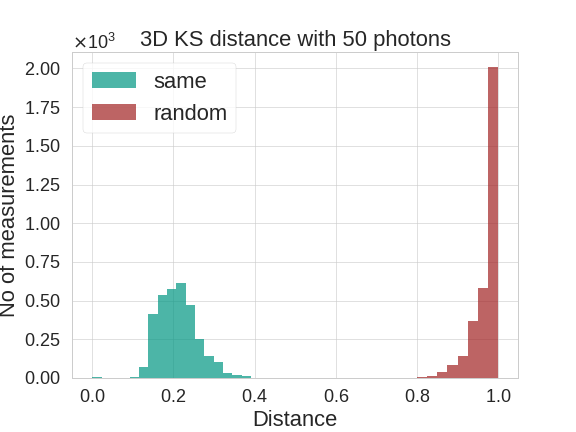 3D KS distance with 50 photons
×10³
2.00
1.75
1.50
1.25
1.00
0.75
0.50
0.25
0.00
No of measurements
same
random
0.0 0.2 0.4 0.6 0.8 1.0
Distance